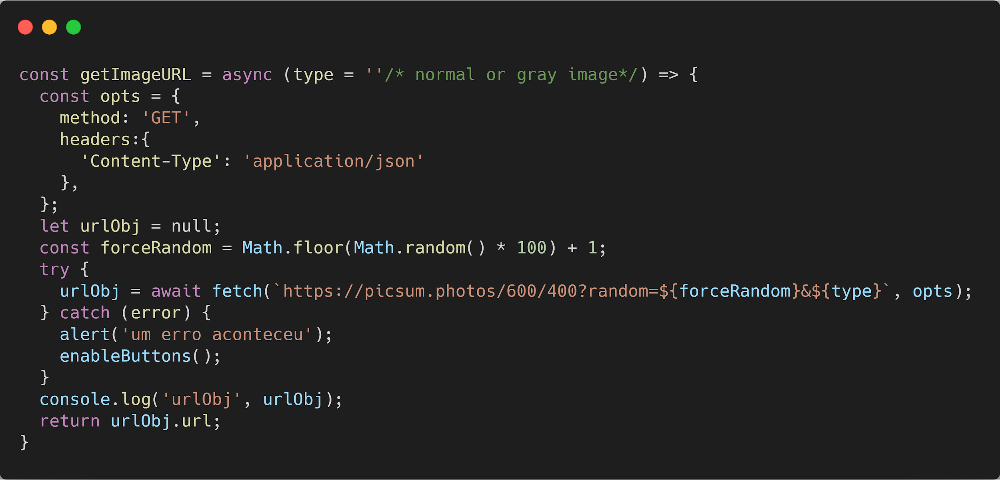 const getImageURL = async (type = ''/* normal or gray image*/) => {
  const opts = {
    method: 'GET',
    headers:{
      'Content-Type': 'application/json'
    },
  };
  let urlObj = null;
  const forceRandom = Math.floor(Math.random() * 100) + 1;
  try {
    urlObj = await fetch(`https://picsum.photos/600/400?random=${forceRandom}&${type}`, opts);
  } catch (error) {
    alert('um erro aconteceu');
    enableButtons();
  }
  console.log('urlObj', urlObj);
  return urlObj.url;
}